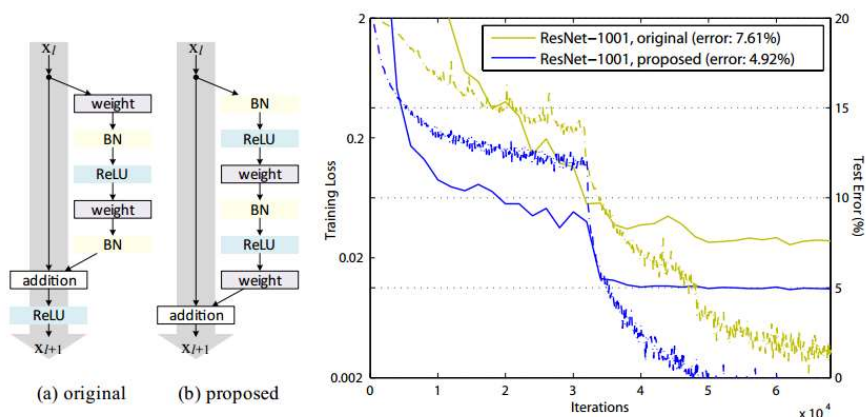 x_l
weight
BN
ReLU
weight
BN
addition
ReLU
x_{l+1}
(a) original
x_l
BN
ReLU
weight
BN
ReLU
weight
addition
x_{l+1}
(b) proposed
ResNet−1001, original (error: 7.61%)
ResNet−1001, proposed (error: 4.92%)
Training Loss
2
0.2
0.02
0.002
20
15
10
5
0
Test Error (%)
0 1 2 3 4 5 6
Iterations
x 10^4